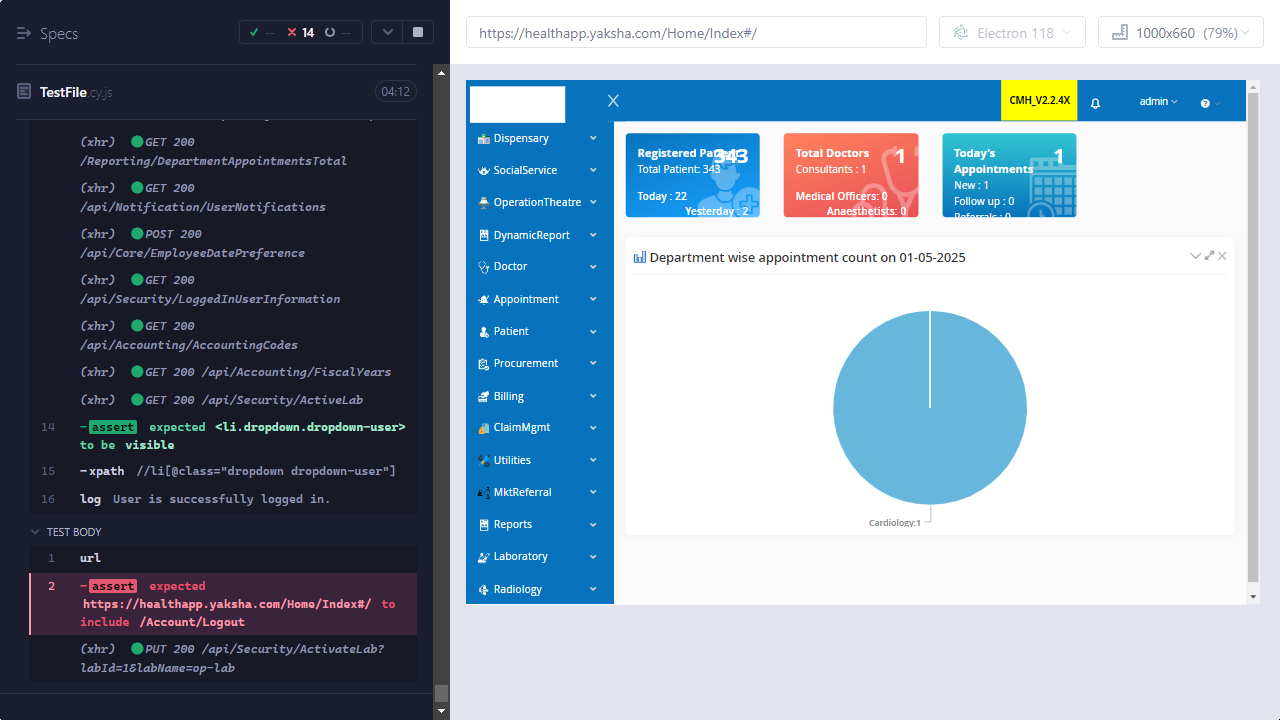 Specs
-- 14 --
https://healthapp.yaksha.com/Home/Index#/
Electron 118
1000x660 (79%)
TestFile.cy.js
04:12
(xhr) GET 200
/Reporting/DepartmentAppointmentsTotal
(xhr) GET 200
/api/Notification/UserNotifications
(xhr) POST 200
/api/Core/EmployeeDatePreference
(xhr) GET 200
/api/Security/LoggedInUserInformation
(xhr) GET 200
/api/Accounting/AccountingCodes
(xhr) GET 200 /api/Accounting/FiscalYears
(xhr) GET 200 /api/Security/ActiveLab
14 -assert expected <li.dropdown.dropdown-user>
to be visible
15 -xpath //li[@class="dropdown dropdown-user"]
16 log User is successfully logged in.
TEST BODY
1 url
2 -assert expected
https://healthapp.yaksha.com/Home/Index#/ to
include /Account/Logout
(xhr) PUT 200 /api/Security/ActivateLab?
labId=1&labName=op-lab
CMH_V2.2.4X
admin
Dispensary
SocialService
OperationTheatre
DynamicReport
Doctor
Appointment
Patient
Procurement
Billing
ClaimMgmt
Utilities
MktReferral
Reports
Laboratory
Radiology
Registered Patient
343
Total Patient: 343
Today : 22
Yesterday : 2
Total Doctors
1
Consultants : 1
Medical Officers: 0
Anaesthetists: 0
Today's
Appointments
1
New : 1
Follow up : 0
Referrals : 0
Department wise appointment count on 01-05-2025
Cardiology:1